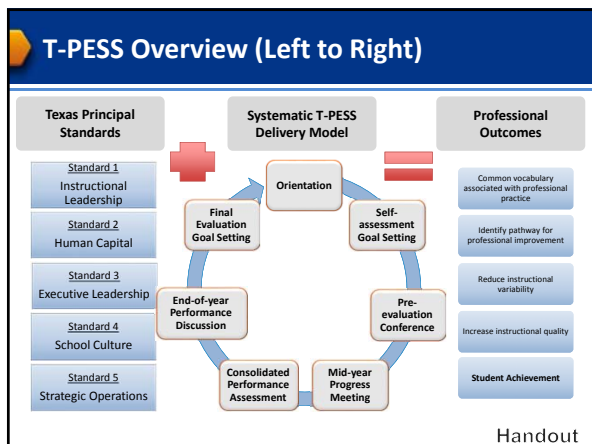 T-PESS Overview (Left to Right)
Texas Principal
Standards
Systematic T-PESS
Delivery Model
Professional
Outcomes
Standard 1
Instructional
Leadership
Standard 2
Human Capital
Standard 3
Executive Leadership
Standard 4
School Culture
Standard 5
Strategic Operations
Orientation
Self-
assessment
Goal Setting
Pre-
evaluation
Conference
Mid-year
Progress
Meeting
Consolidated
Performance
Assessment
End-of-year
Performance
Discussion
Final
Evaluation
Goal Setting
Common vocabulary
associated with professional
practice
Identify pathway for
professional improvement
Reduce instructional
variability
Increase instructional quality
Student Achievement
Handout